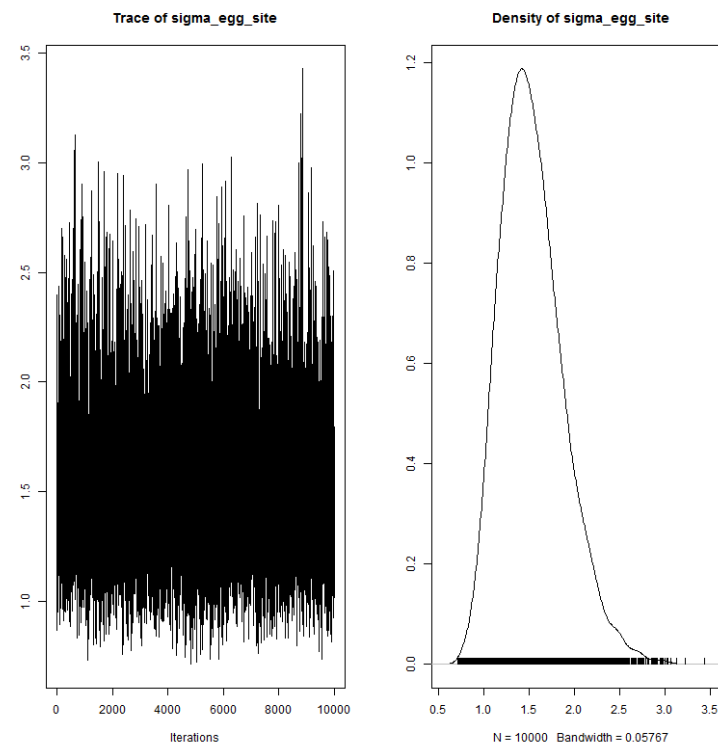 Trace of sigma_egg_site
3.5
3.0
2.5
2.0
1.5
1.0
0 2000 4000 6000 8000 10000
Iterations
Density of sigma_egg_site
1.2
1.0
0.8
0.6
0.4
0.2
0.0
0.5 1.0 1.5 2.0 2.5 3.0 3.5
N = 10000 Bandwidth = 0.05767